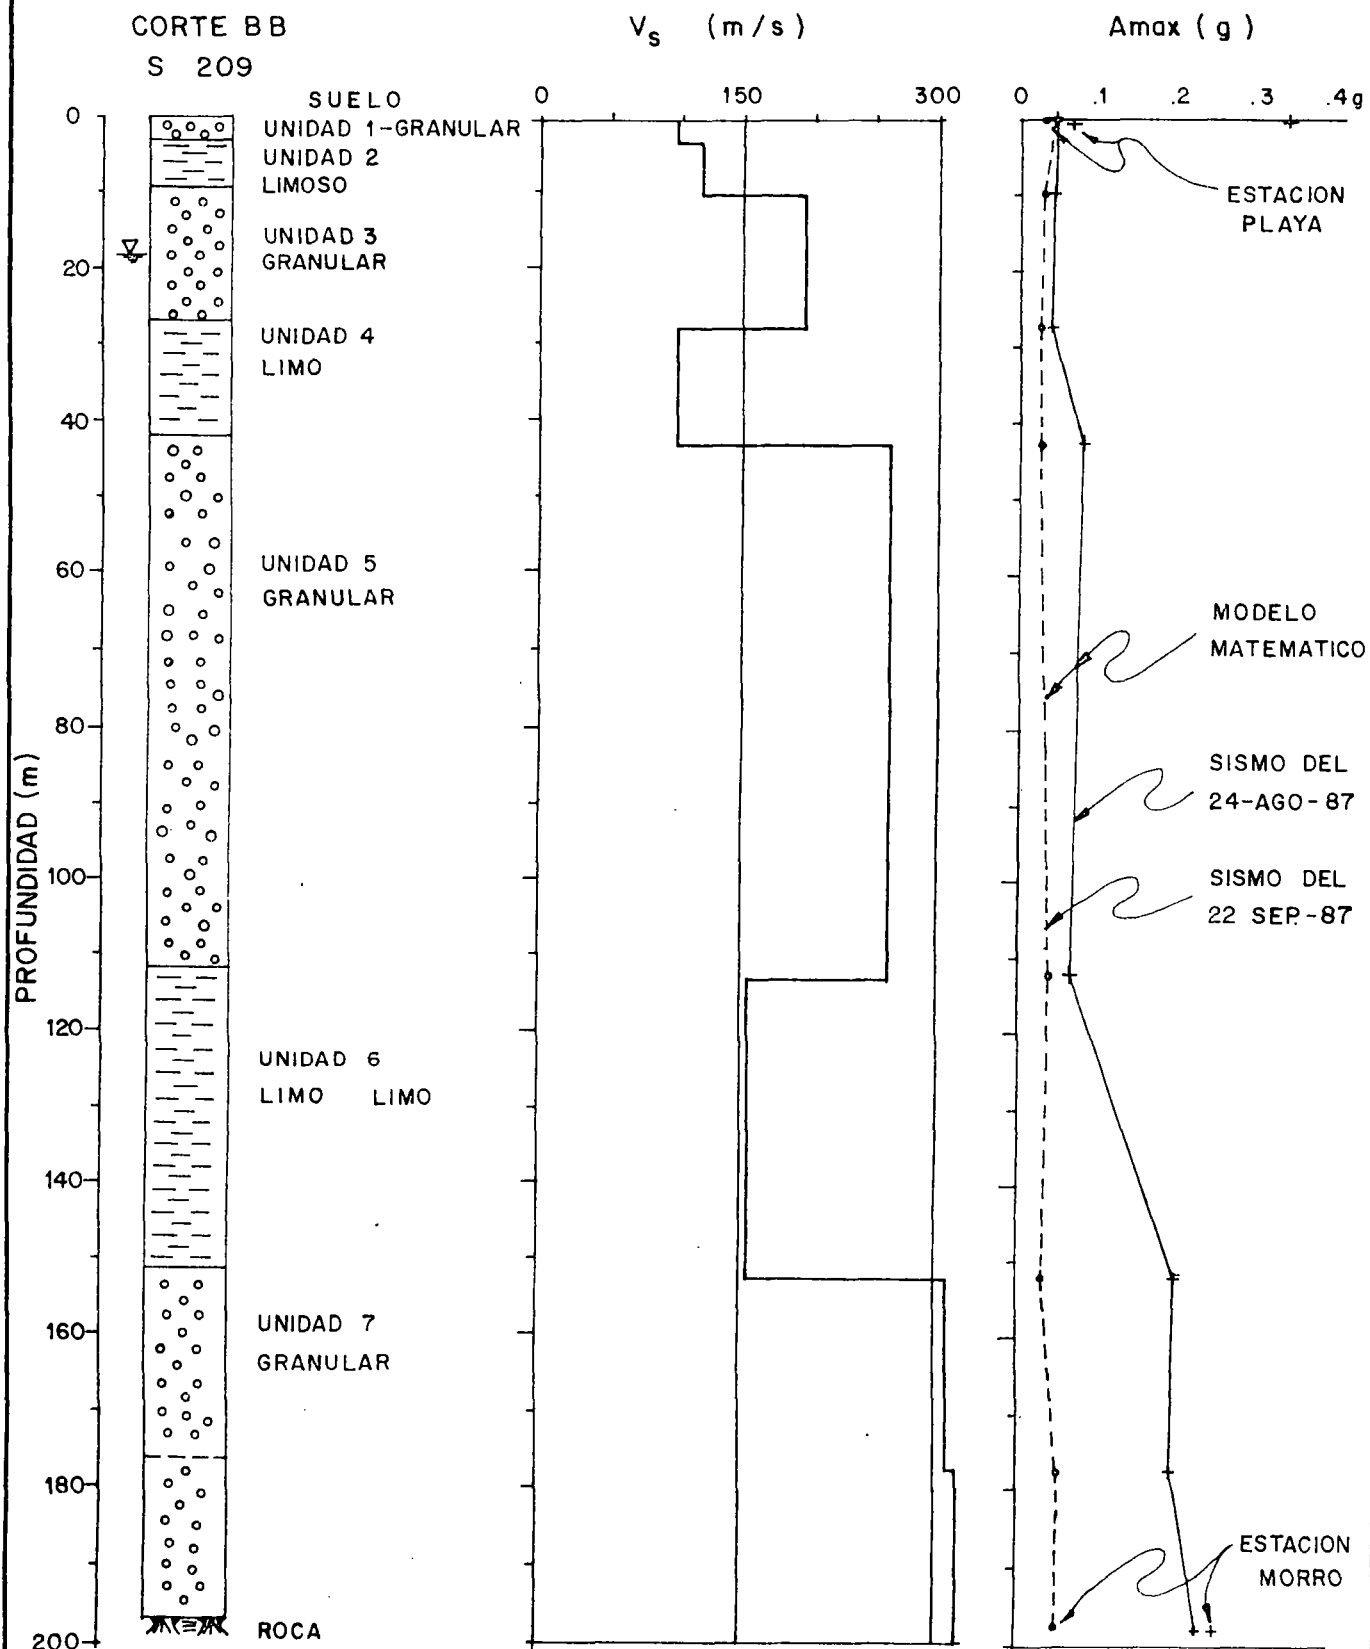 CORTE BB
S 209
SUELO
V_s (m/s)
Amax (g)
0 150 300
0 .1 .2 .3 .4g
PROFUNDIDAD (m)
0
20
40
60
80
100
120
140
160
180
200
UNIDAD 1-GRANULAR
UNIDAD 2
LIMOSO
UNIDAD 3
GRANULAR
UNIDAD 4
LIMO
UNIDAD 5
GRANULAR
UNIDAD 6
LIMO LIMO
UNIDAD 7
GRANULAR
ROCA
ESTACION
PLAYA
MODELO
MATEMATICO
SISMO DEL
24-AGO-87
SISMO DEL
22 SEP.-87
ESTACION
MORRO